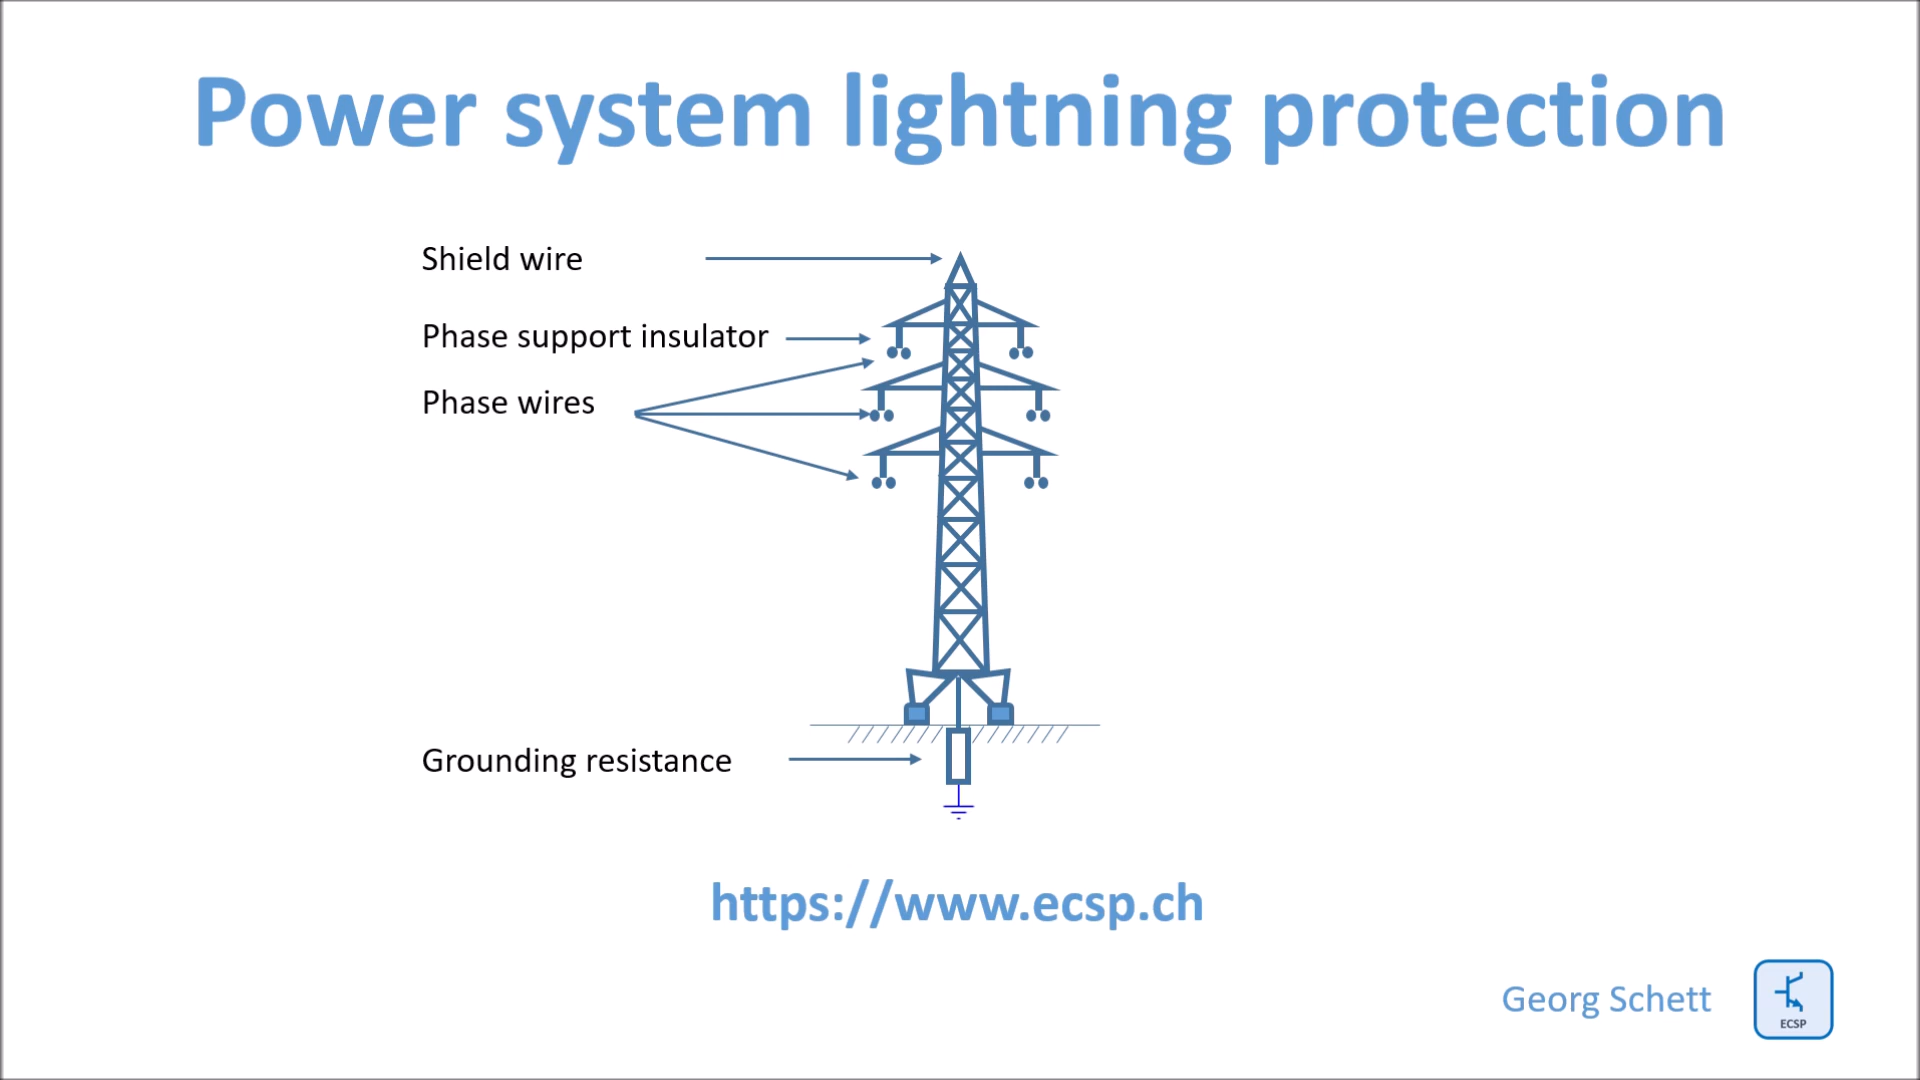 Power system lightning protection
Shield wire
Phase support insulator
Phase wires
Grounding resistance
https://www.ecsp.ch
Georg Schett
ECSP